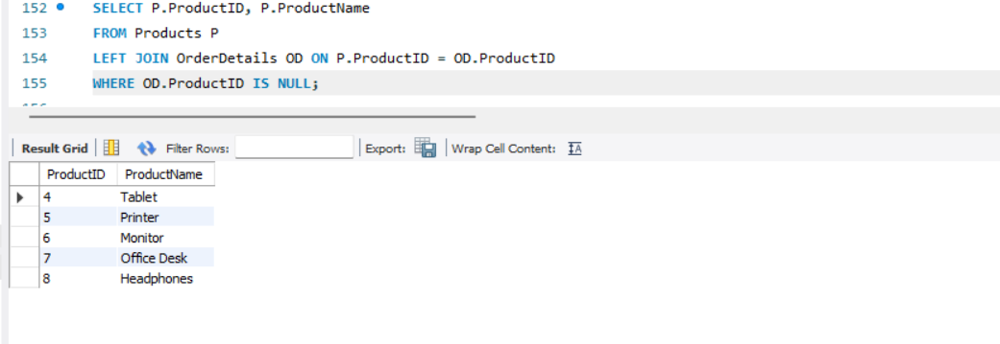 152 SELECT P.ProductID, P.ProductName
153 FROM Products P
154 LEFT JOIN OrderDetails OD ON P.ProductID = OD.ProductID
155 WHERE OD.ProductID IS NULL;
Result Grid Filter Rows: Export: Wrap Cell Content: IA
ProductID ProductName
4 Tablet
5 Printer
6 Monitor
7 Office Desk
8 Headphones